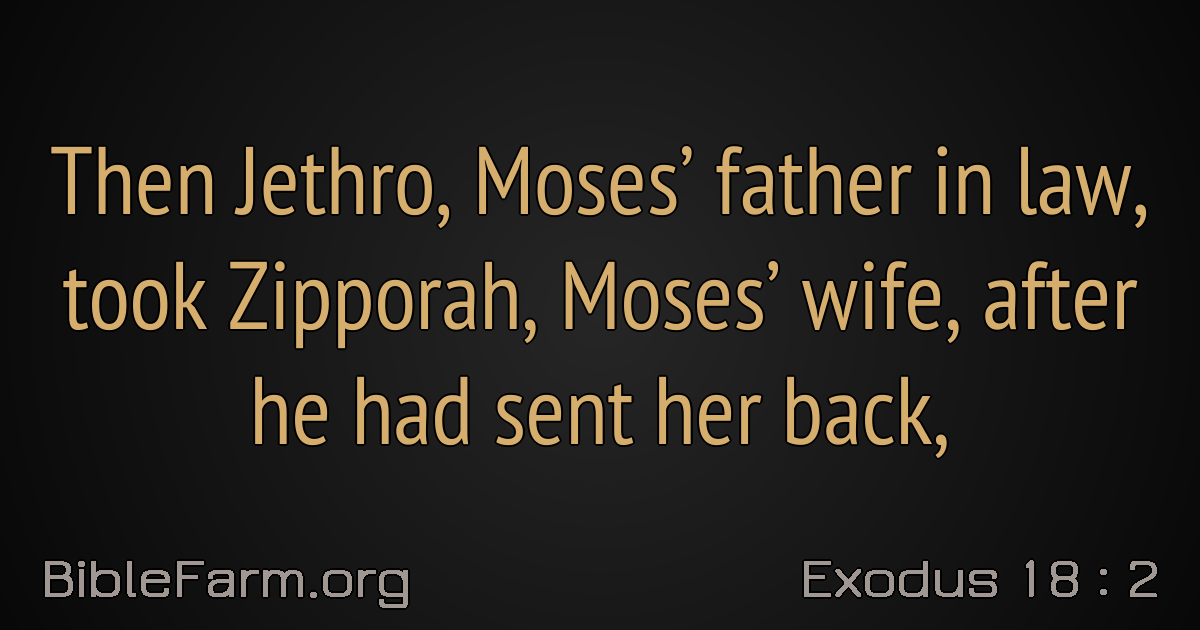 Then Jethro, Moses’ father in law,
took Zipporah, Moses’ wife, after
he had sent her back,
BibleFarm.org
Exodus 18 : 2